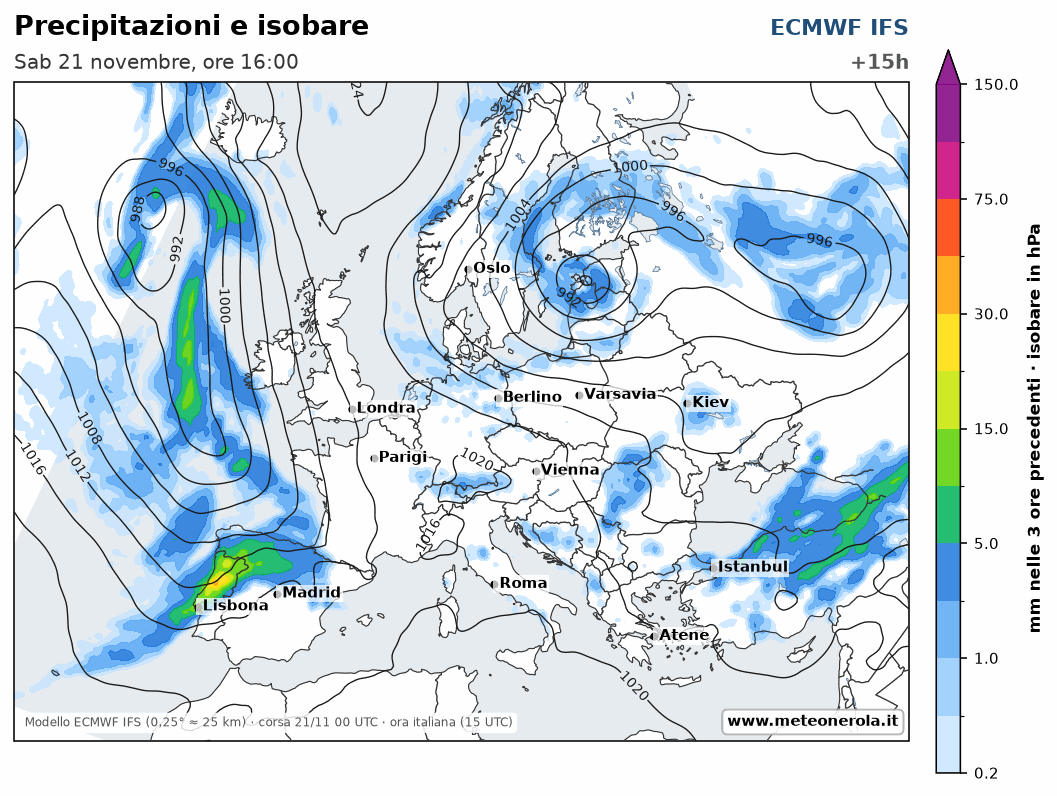 Precipitazioni e isobare
ECMWF IFS
Sab 21 novembre, ore 16:00
+15h
24
996
988
992
1000
1000
1004
996
996
992
1008
1012
1016
1020
1016
1020
Oslo
Londra
Berlino
Varsavia
Kiev
Parigi
Vienna
Istanbul
Roma
Madrid
Lisbona
Atene
Modello ECMWF IFS (0,25° ≈ 25 km) · corsa 21/11 00 UTC · ora italiana (15 UTC)
www.meteonerola.it
150.0
75.0
30.0
15.0
5.0
1.0
0.2
mm nelle 3 ore precedenti · isobare in hPa